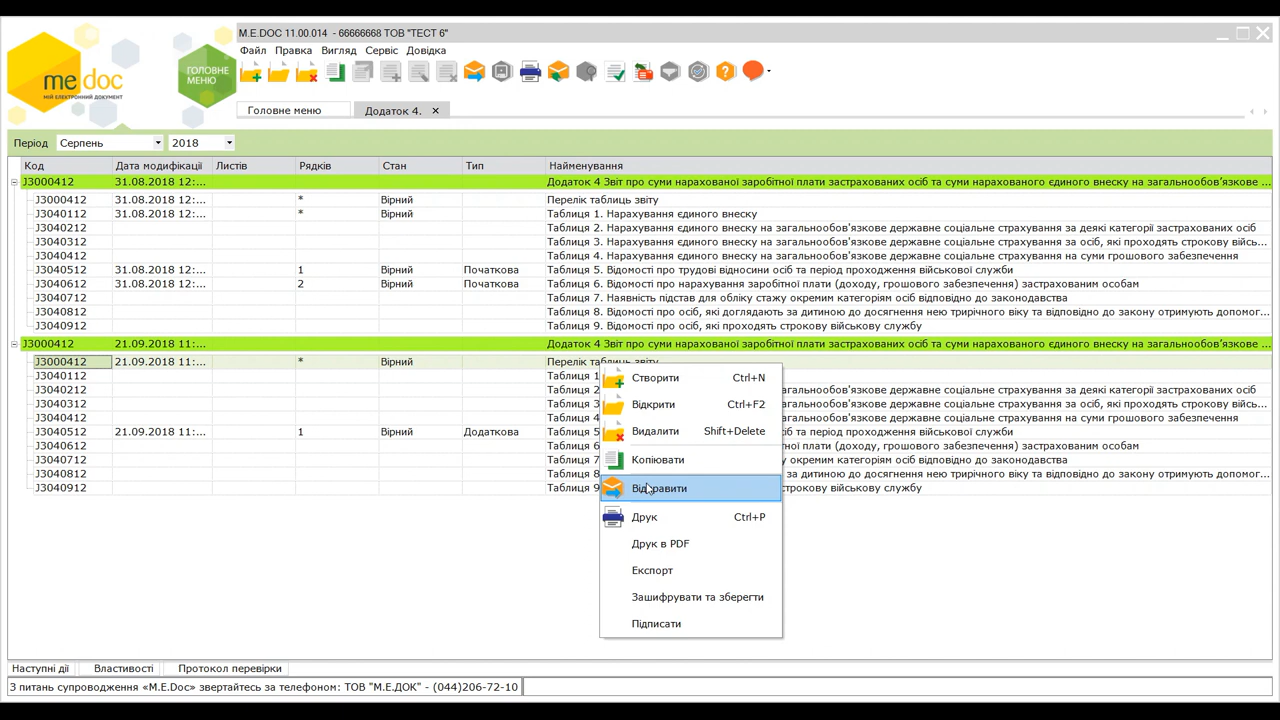 M.E.DOC 11.00.014 - 66666668 ТОВ "ТЕСТ 6"
me doc
МІЙ ЕЛЕКТРОННИЙ ДОКУМЕНТ
ГОЛОВНЕ МЕНЮ
Файл Правка Вигляд Сервіс Довідка
Головне меню Додаток 4.
Період Серпень 2018
Код Дата модифікації Листів Рядків Стан Тип Найменування
J3000412 31.08.2018 12:... Додаток 4 Звіт про суми нарахованої заробітної плати застрахованих осіб та суми нарахованого єдиного внеску на загальнообов'язкове ...
J3000412 31.08.2018 12:... * Вірний Перелік таблиць звіту
J3040112 31.08.2018 12:... * Вірний Таблиця 1. Нарахування єдиного внеску
J3040212 Таблиця 2. Нарахування єдиного внеску на загальнообов'язкове державне соціальне страхування за деякі категорії застрахованих осіб
J3040312 Таблиця 3. Нарахування єдиного внеску на загальнообов'язкове державне соціальне страхування за осіб, які проходять строкову війсь...
J3040412 Таблиця 4. Нарахування єдиного внеску на загальнообов'язкове державне соціальне страхування на суми грошового забезпечення
J3040512 31.08.2018 12:... 1 Вірний Початкова Таблиця 5. Відомості про трудові відносини осіб та період проходження військової служби
J3040612 31.08.2018 12:... 2 Вірний Початкова Таблиця 6. Відомості про нарахування заробітної плати (доходу, грошового забезпечення) застрахованим особам
J3040712 Таблиця 7. Наявність підстав для обліку стажу окремим категоріям осіб відповідно до законодавства
J3040812 Таблиця 8. Відомості про осіб, які доглядають за дитиною до досягнення нею трирічного віку та відповідно до закону отримують допомог...
J3040912 Таблиця 9. Відомості про осіб, які проходять строкову військову службу
J3000412 21.09.2018 11:... Додаток 4 Звіт про суми нарахованої заробітної плати застрахованих осіб та суми нарахованого єдиного внеску на загальнообов'язкове ...
J3000412 21.09.2018 11:... * Вірний Перелік таблиць звіту
J3040112 Таблиця 1
J3040212 Таблиця 2 загальнообов'язкове державне соціальне страхування за деякі категорії застрахованих осіб
J3040312 Таблиця 3 загальнообов'язкове державне соціальне страхування за осіб, які проходять строкову війсь...
J3040412 Таблиця 4 загальнообов'язкове державне соціальне страхування на суми грошового забезпечення
J3040512 21.09.2018 11:... 1 Вірний Додаткова Таблиця 5 та період проходження військової служби
J3040612 Таблиця 6 плати (доходу, грошового забезпечення) застрахованим особам
J3040712 Таблиця 7 окремим категоріям осіб відповідно до законодавства
J3040812 Таблиця 8 за дитиною до досягнення нею трирічного віку та відповідно до закону отримують допомог...
J3040912 Таблиця 9 строкову військову службу
Створити Ctrl+N
Відкрити Ctrl+F2
Видалити Shift+Delete
Копіювати
Відправити
Друк Ctrl+P
Друк в PDF
Експорт
Зашифрувати та зберегти
Підписати
Наступні дії Властивості Протокол перевірки
З питань супроводження «M.E.Doc» звертайтесь за телефоном: ТОВ "М.Е.ДОК" - (044)206-72-10